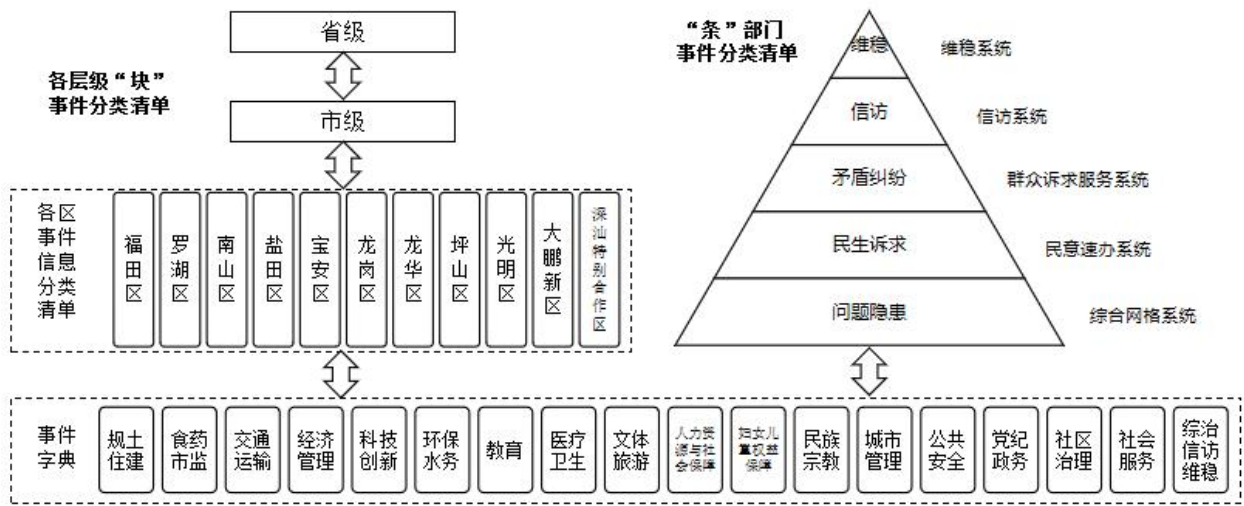 省级
各层级“块”
事件分类清单
市级
各区
事件
信息
分类
清单
福田区
罗湖区
南山区
盐田区
宝安区
龙岗区
龙华区
坪山区
光明区
大鹏新区
深汕特别合作区
“条”部门
事件分类清单
维稳
维稳系统
信访
信访系统
矛盾纠纷
群众诉求服务系统
民生诉求
民意速办系统
问题隐患
综合网格系统
事件
字典
规土
住建
食药
市监
交通
运输
经济
管理
科技
创新
环保
水务
教育
医疗
卫生
文体
旅游
人力资
源与社
会保障
妇女儿
童权益
保障
民族
宗教
城市
管理
公共
安全
党纪
政务
社区
治理
社会
服务
综治
信访
维稳